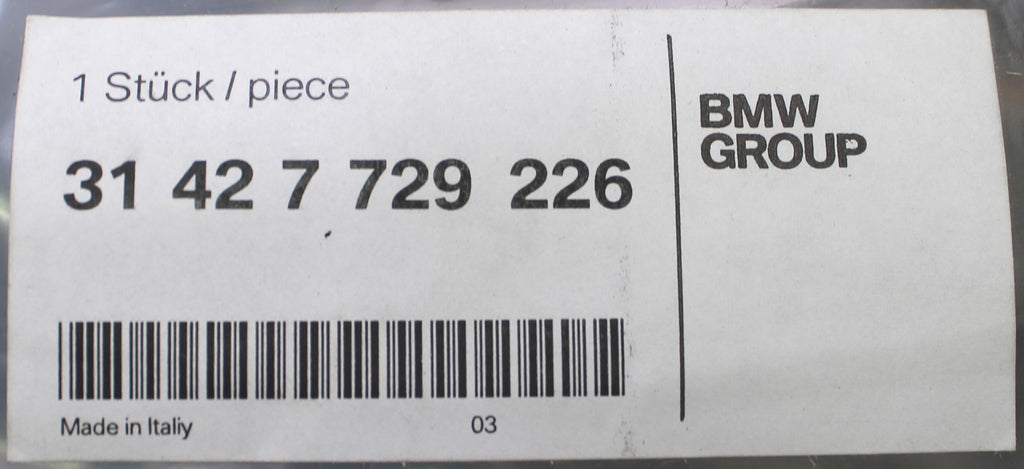 1 Stück / piece
31 42 7 729 226
Made in Italiy
03
BMW
GROUP